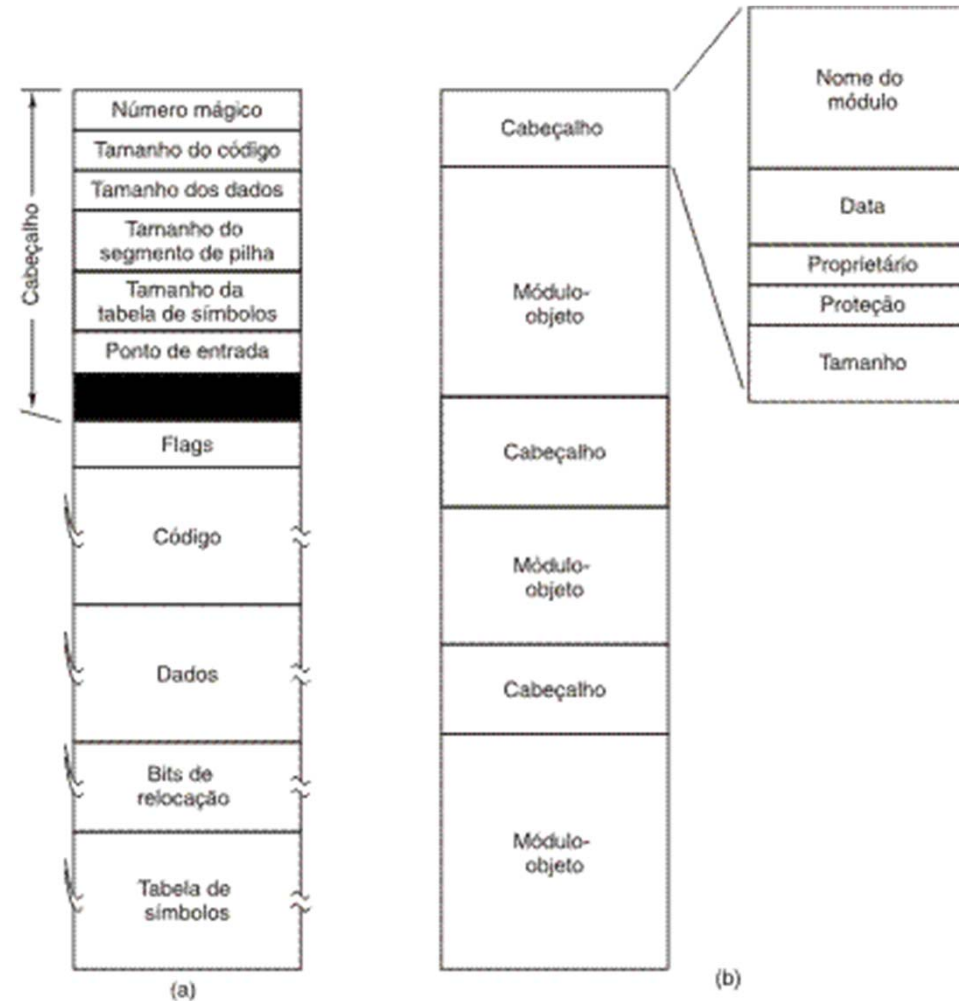 Cabeçalho
Número mágico
Tamanho do código
Tamanho dos dados
Tamanho do
segmento de pilha
Tamanho da
tabela de símbolos
Ponto de entrada
Flags
Código
Dados
Bits de
relocação
Tabela de
símbolos
(a)
Cabeçalho
Módulo-
objeto
Cabeçalho
Módulo-
objeto
Cabeçalho
Módulo-
objeto
(b)
Nome do
módulo
Data
Proprietário
Proteção
Tamanho